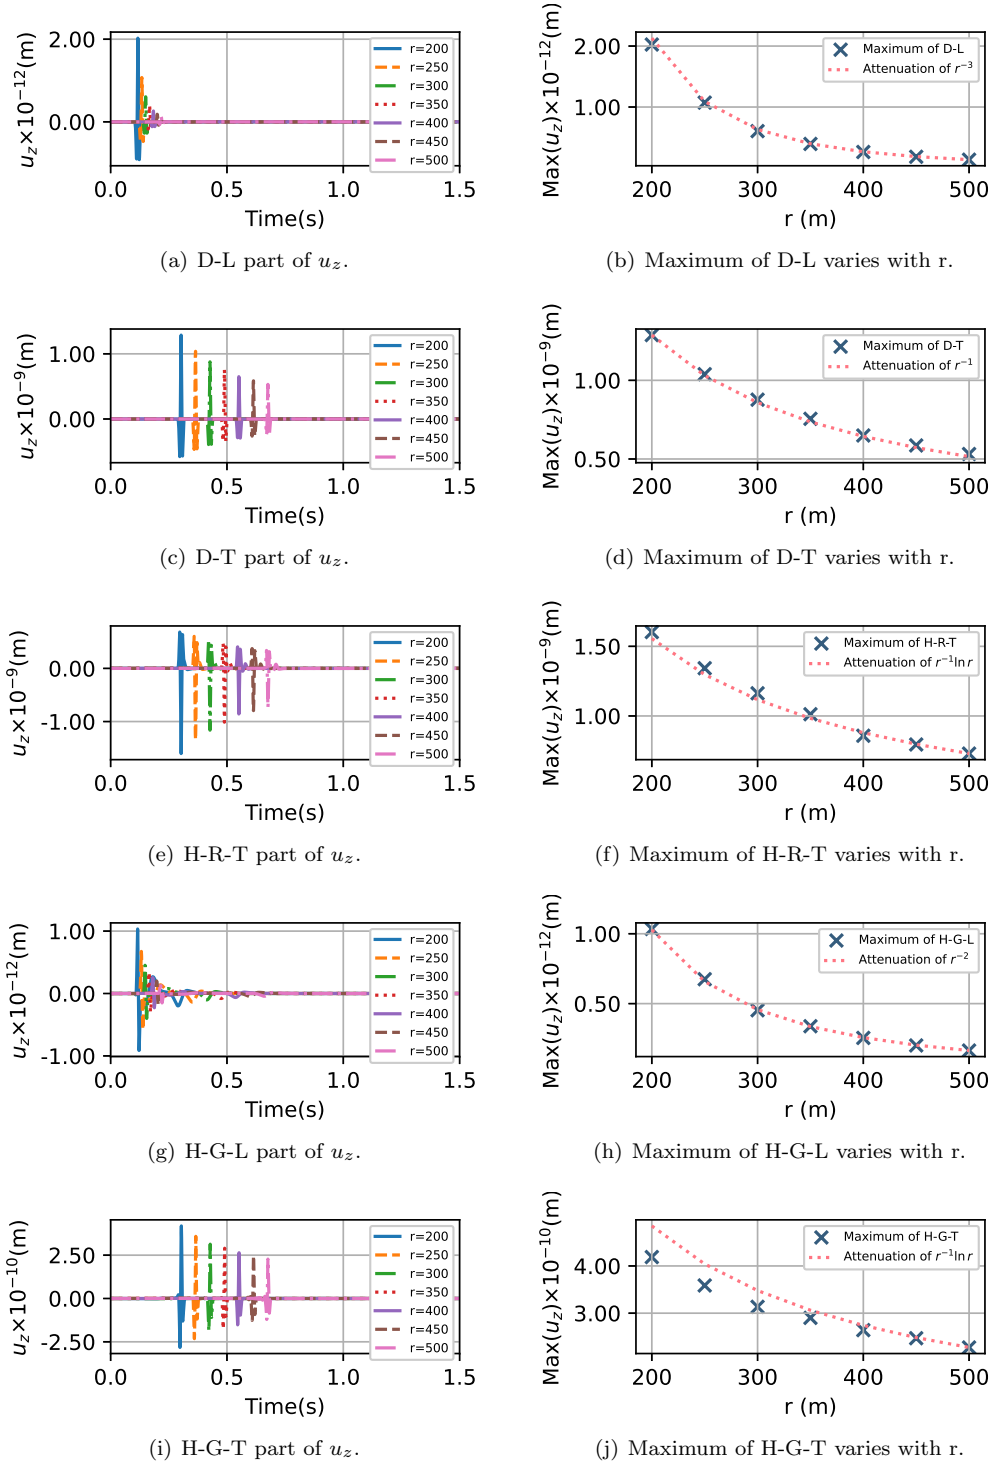 2.00
0.00
u_z×10^{−12}(m)
0.0 0.5 1.0 1.5
Time(s)
r=200
r=250
r=300
r=350
r=400
r=450
r=500
(a) D-L part of u_z.
2.00
1.00
Max(u_z)×10^{−12}(m)
200 300 400 500
r (m)
Maximum of D-L
Attenuation of r^{−3}
(b) Maximum of D-L varies with r.
1.00
0.00
u_z×10^{−9}(m)
0.0 0.5 1.0 1.5
Time(s)
r=200
r=250
r=300
r=350
r=400
r=450
r=500
(c) D-T part of u_z.
1.00
0.50
Max(u_z)×10^{−9}(m)
200 300 400 500
r (m)
Maximum of D-T
Attenuation of r^{−1}
(d) Maximum of D-T varies with r.
0.00
-1.00
u_z×10^{−9}(m)
0.0 0.5 1.0 1.5
Time(s)
r=200
r=250
r=300
r=350
r=400
r=450
r=500
(e) H-R-T part of u_z.
1.50
1.00
Max(u_z)×10^{−9}(m)
200 300 400 500
r (m)
Maximum of H-R-T
Attenuation of r^{−1}ln r
(f) Maximum of H-R-T varies with r.
1.00
0.00
-1.00
u_z×10^{−12}(m)
0.0 0.5 1.0 1.5
Time(s)
r=200
r=250
r=300
r=350
r=400
r=450
r=500
(g) H-G-L part of u_z.
1.00
0.50
Max(u_z)×10^{−12}(m)
200 300 400 500
r (m)
Maximum of H-G-L
Attenuation of r^{−2}
(h) Maximum of H-G-L varies with r.
2.50
0.00
-2.50
u_z×10^{−10}(m)
0.0 0.5 1.0 1.5
Time(s)
r=200
r=250
r=300
r=350
r=400
r=450
r=500
(i) H-G-T part of u_z.
4.00
3.00
Max(u_z)×10^{−10}(m)
200 300 400 500
r (m)
Maximum of H-G-T
Attenuation of r^{−1}ln r
(j) Maximum of H-G-T varies with r.